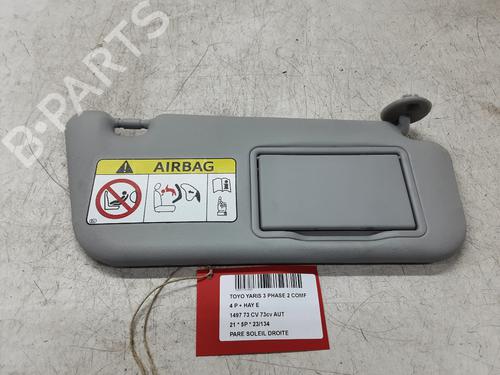 B-PARTS
AIRBAG
TOYO YARIS 3 PHASE 2 COMF
4 P + HAY E
1497 73 CV 73cv AUT
21 * 5P * 23/134
PARE SOLEIL DROITE